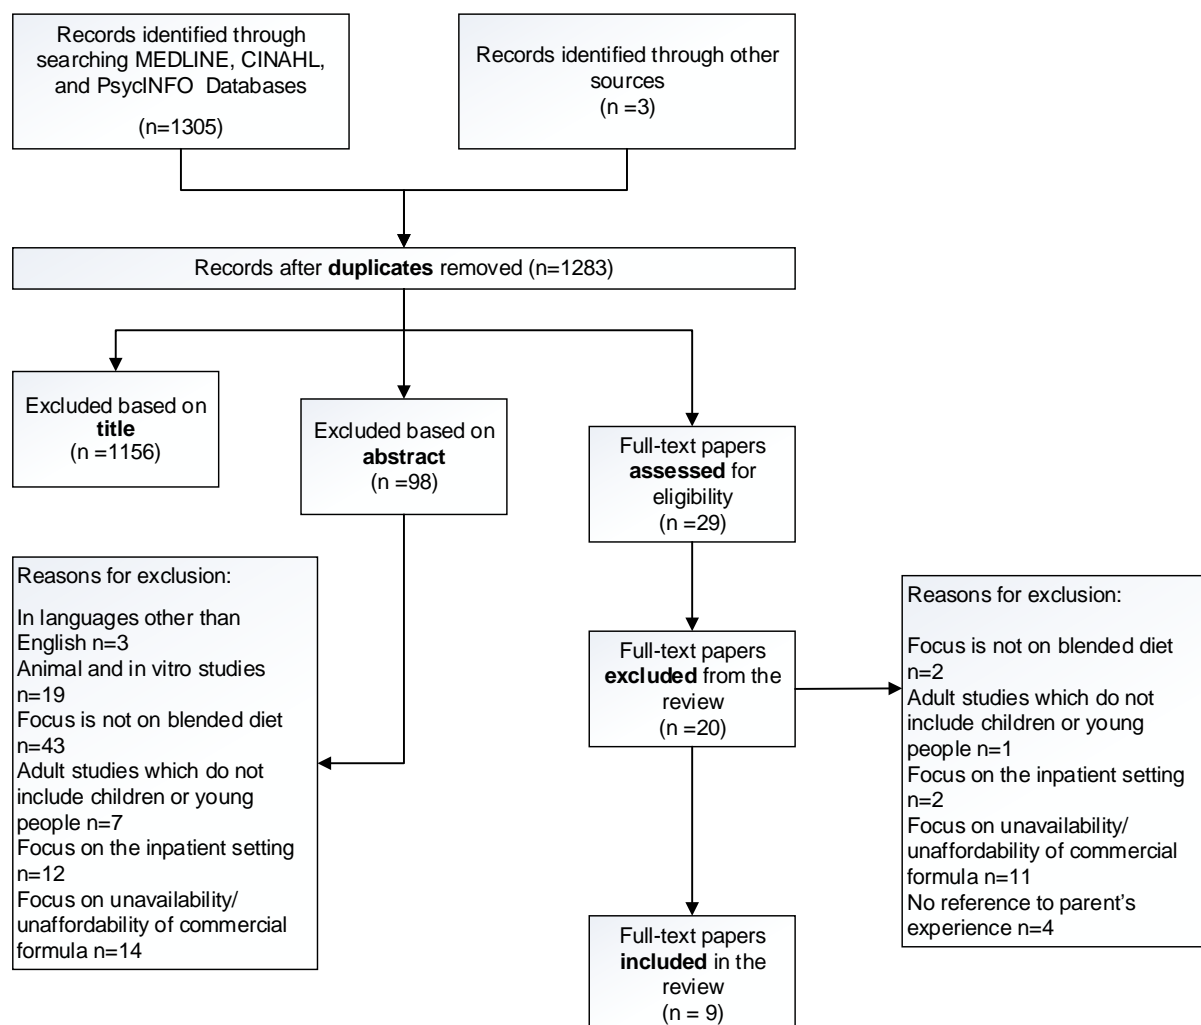 Records identified through
searching MEDLINE, CINAHL,
and PsycINFO Databases
(n=1305)
Records identified through other
sources
(n =3)
Records after duplicates removed (n=1283)
Excluded based on
title
(n =1156)
Excluded based on
abstract
(n =98)
Full-text papers
assessed for
eligibility
(n =29)
Reasons for exclusion:
In languages other than
English n=3
Animal and in vitro studies
n=19
Focus is not on blended diet
n=43
Adult studies which do not
include children or young
people n=7
Focus on the inpatient setting
n=12
Focus on unavailability/
unaffordability of commercial
formula n=14
Full-text papers
excluded from the
review
(n =20)
Reasons for exclusion:
Focus is not on blended diet
n=2
Adult studies which do not
include children or young
people n=1
Focus on the inpatient setting
n=2
Focus on unavailability/
unaffordability of commercial
formula n=11
No reference to parent's
experience n=4
Full-text papers
included in the
review
(n = 9)